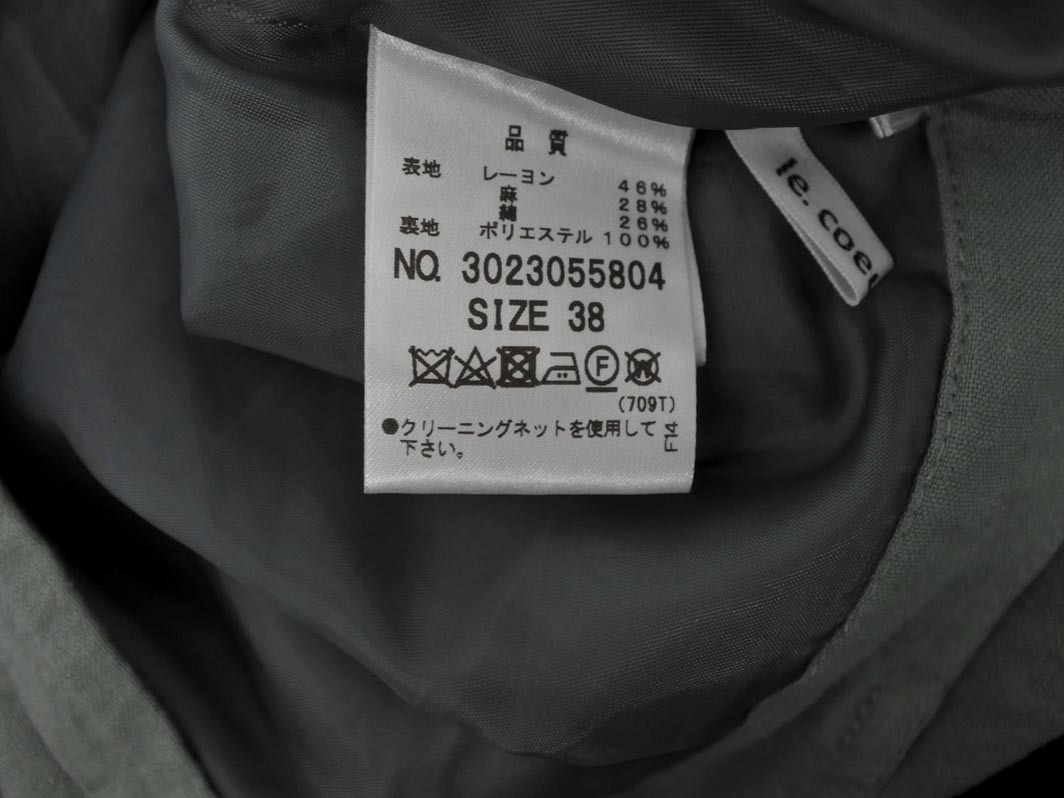 品質
表地 レーヨン 46%
麻 28%
綿 26%
裏地 ポリエステル 100%
NO. 3023055804
SIZE 38
F W
(709T)
●クリーニングネットを使用して
下さい。
F14
le.coeu